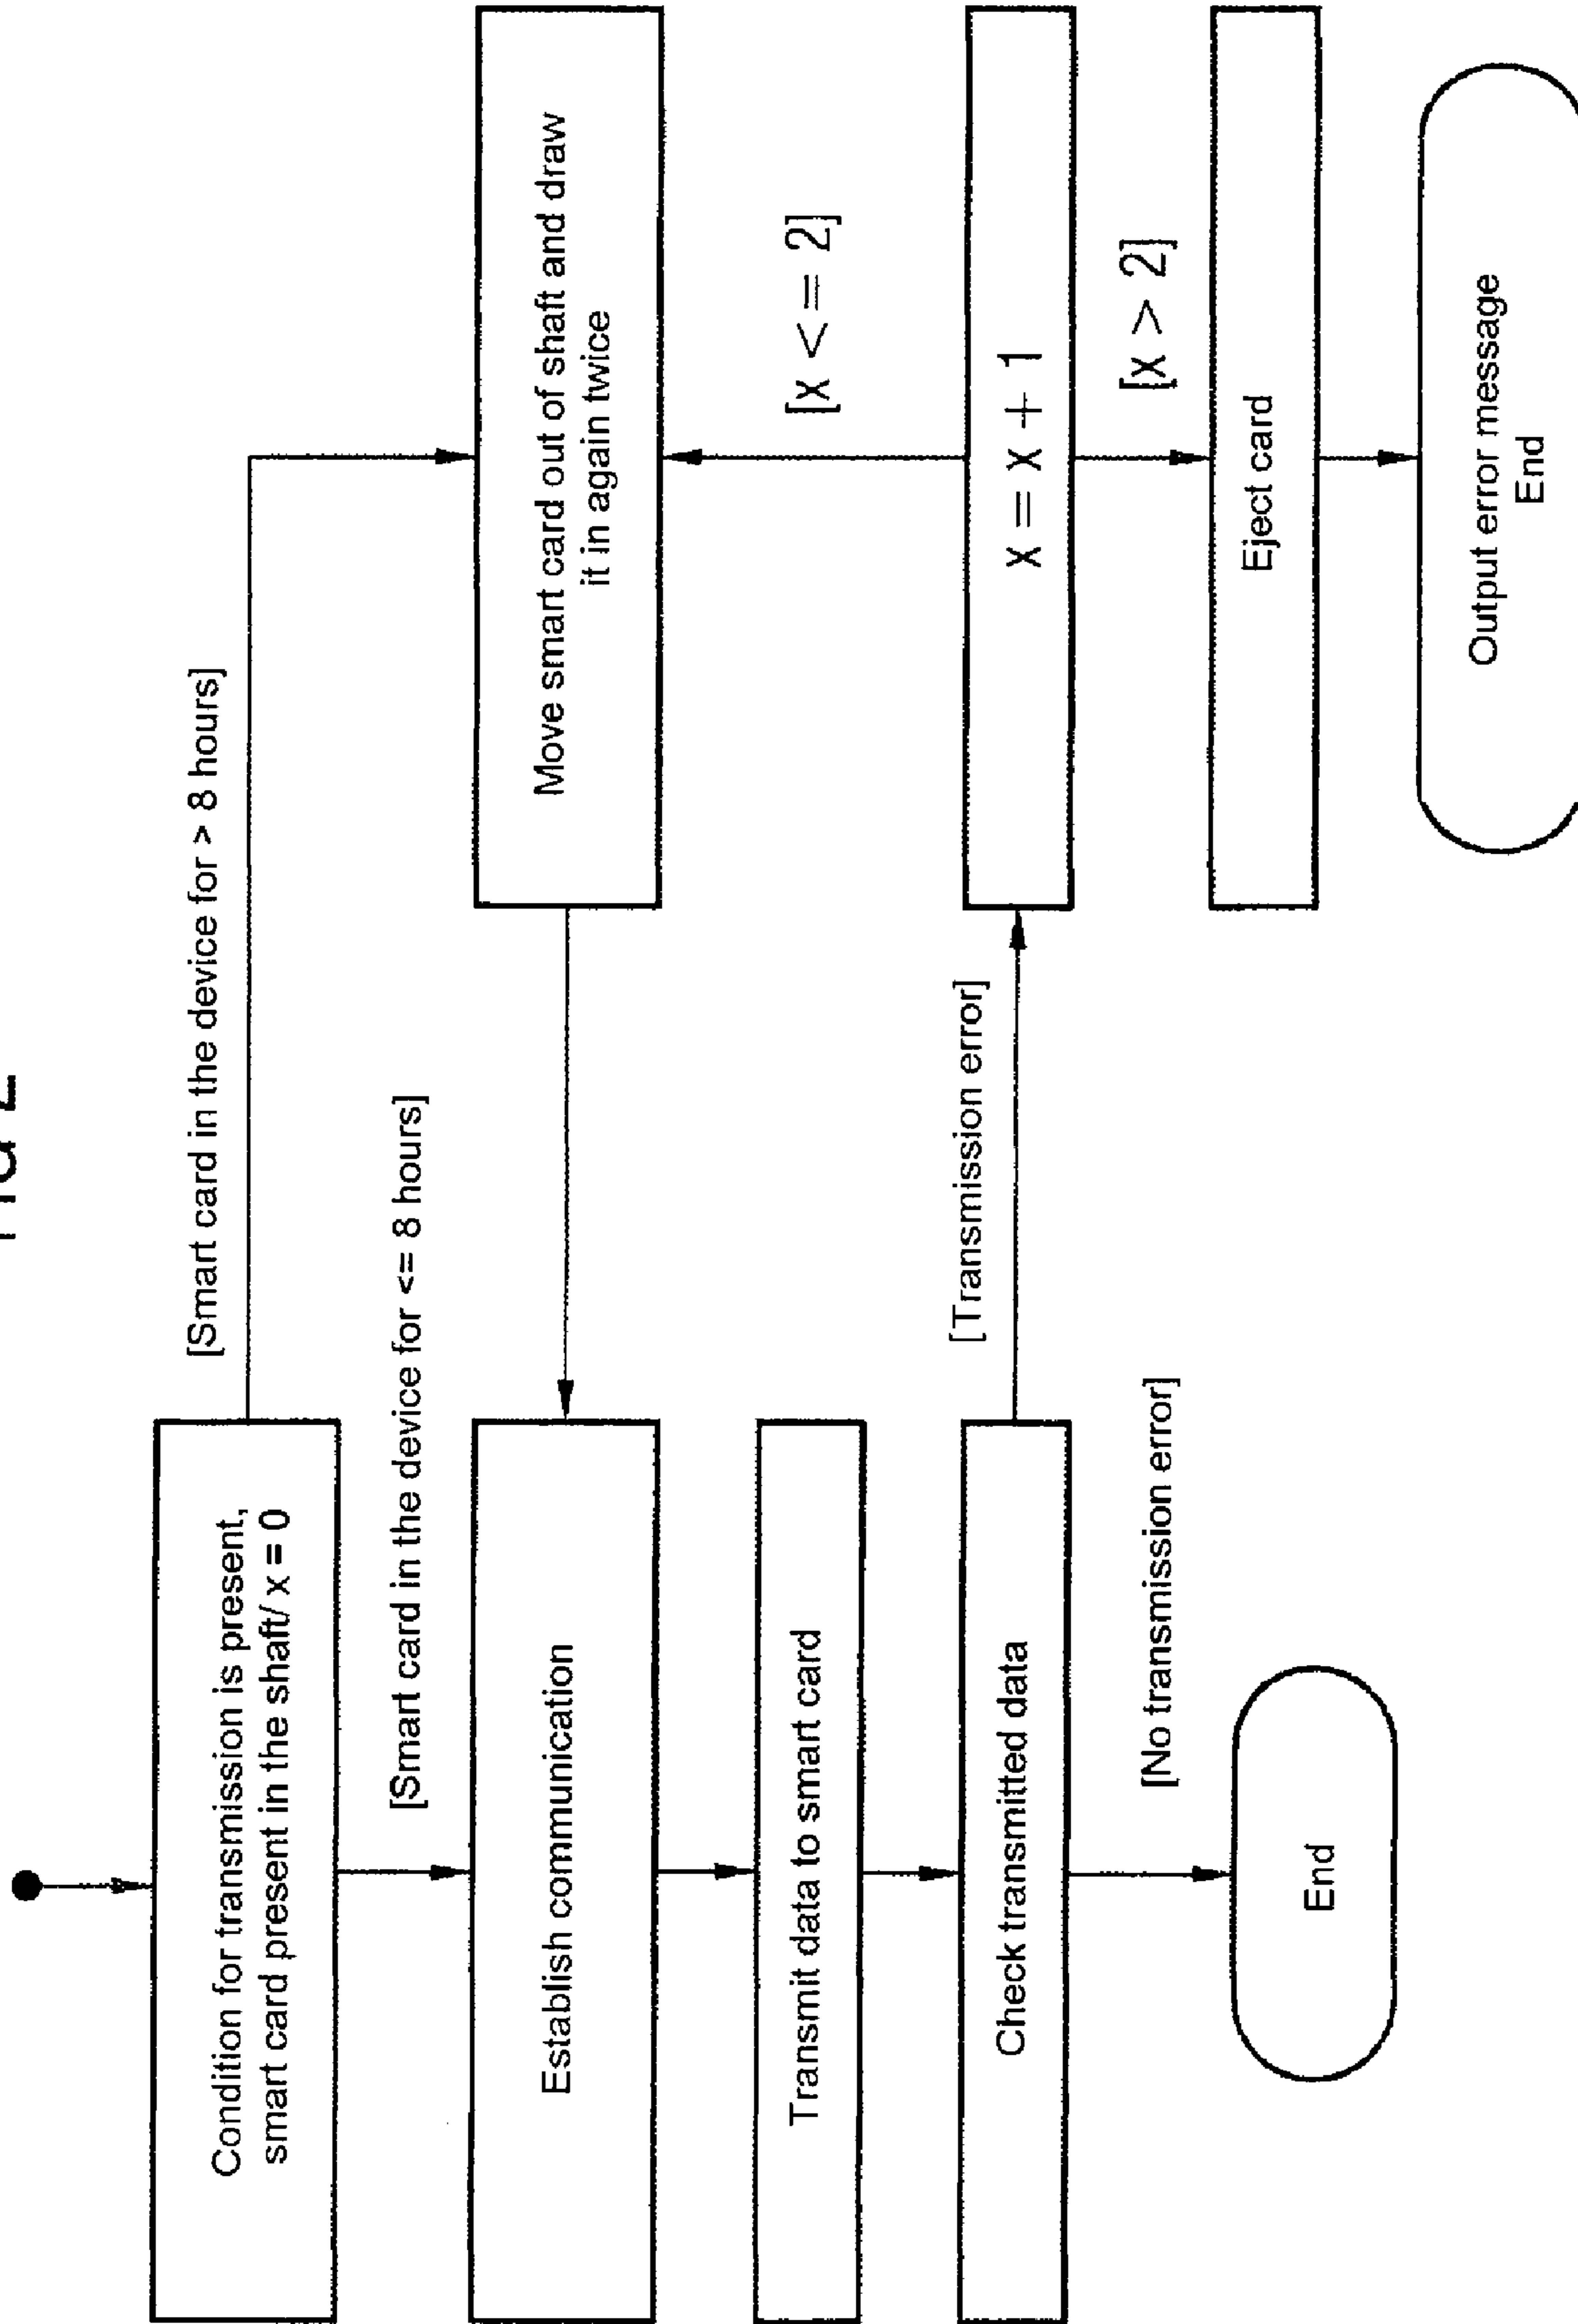 Condition for transmission is present,
smart card present in the shaft/ x = 0
[Smart card in the device for > 8 hours]
[Smart card in the device for <= 8 hours]
Establish communication
Move smart card out of shaft and draw
it in again twice
Transmit data to smart card
[x <= 2]
Check transmitted data
[Transmission error]
x = x + 1
[No transmission error]
[x > 2]
End
Eject card
Output error message
End